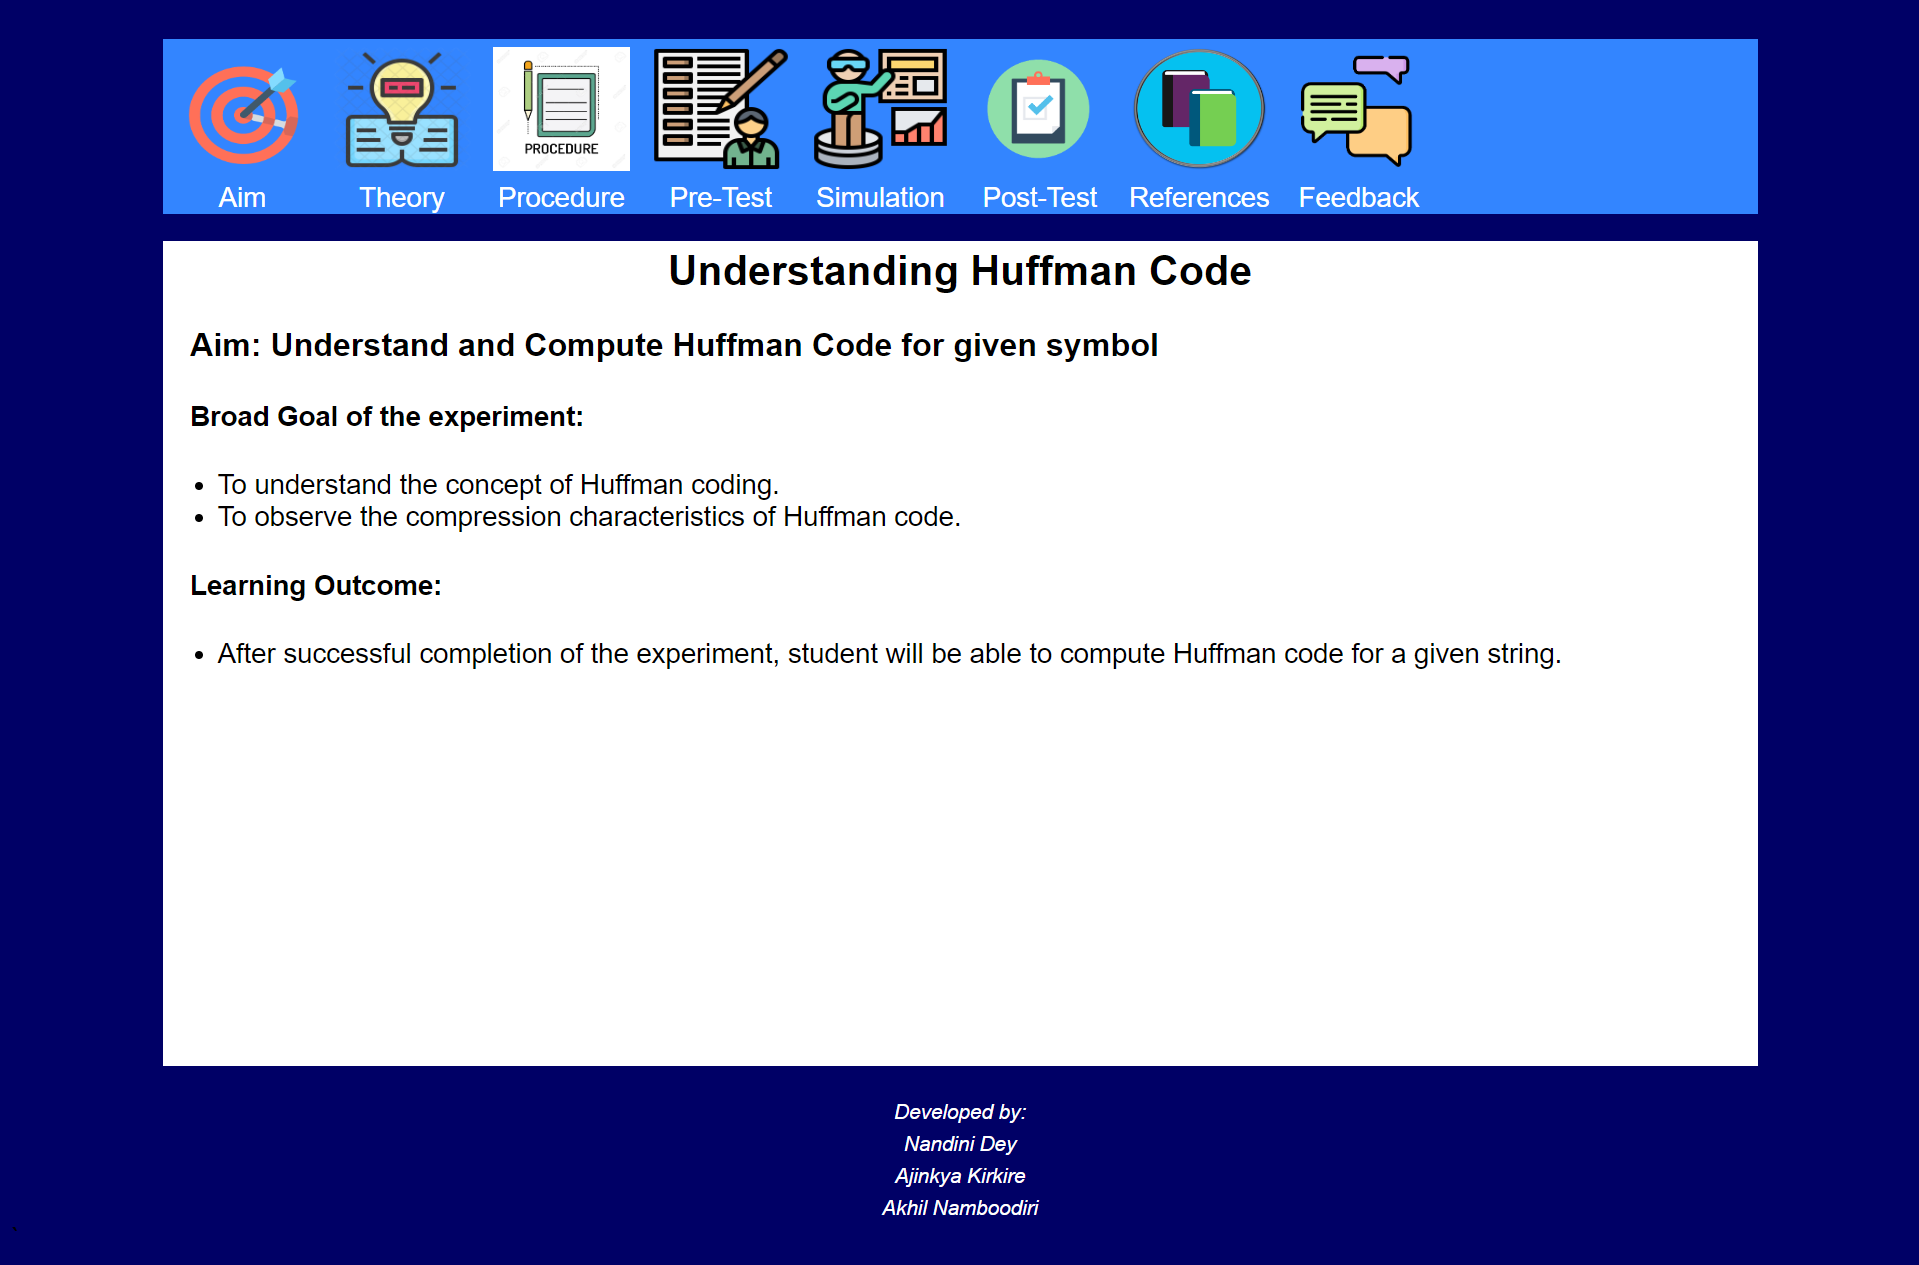 PROCEDURE
Aim Theory Procedure Pre-Test Simulation Post-Test References Feedback
Understanding Huffman Code
Aim: Understand and Compute Huffman Code for given symbol
Broad Goal of the experiment:
• To understand the concept of Huffman coding.
• To observe the compression characteristics of Huffman code.
Learning Outcome:
• After successful completion of the experiment, student will be able to compute Huffman code for a given string.
Developed by:
Nandini Dey
Ajinkya Kirkire
Akhil Namboodiri